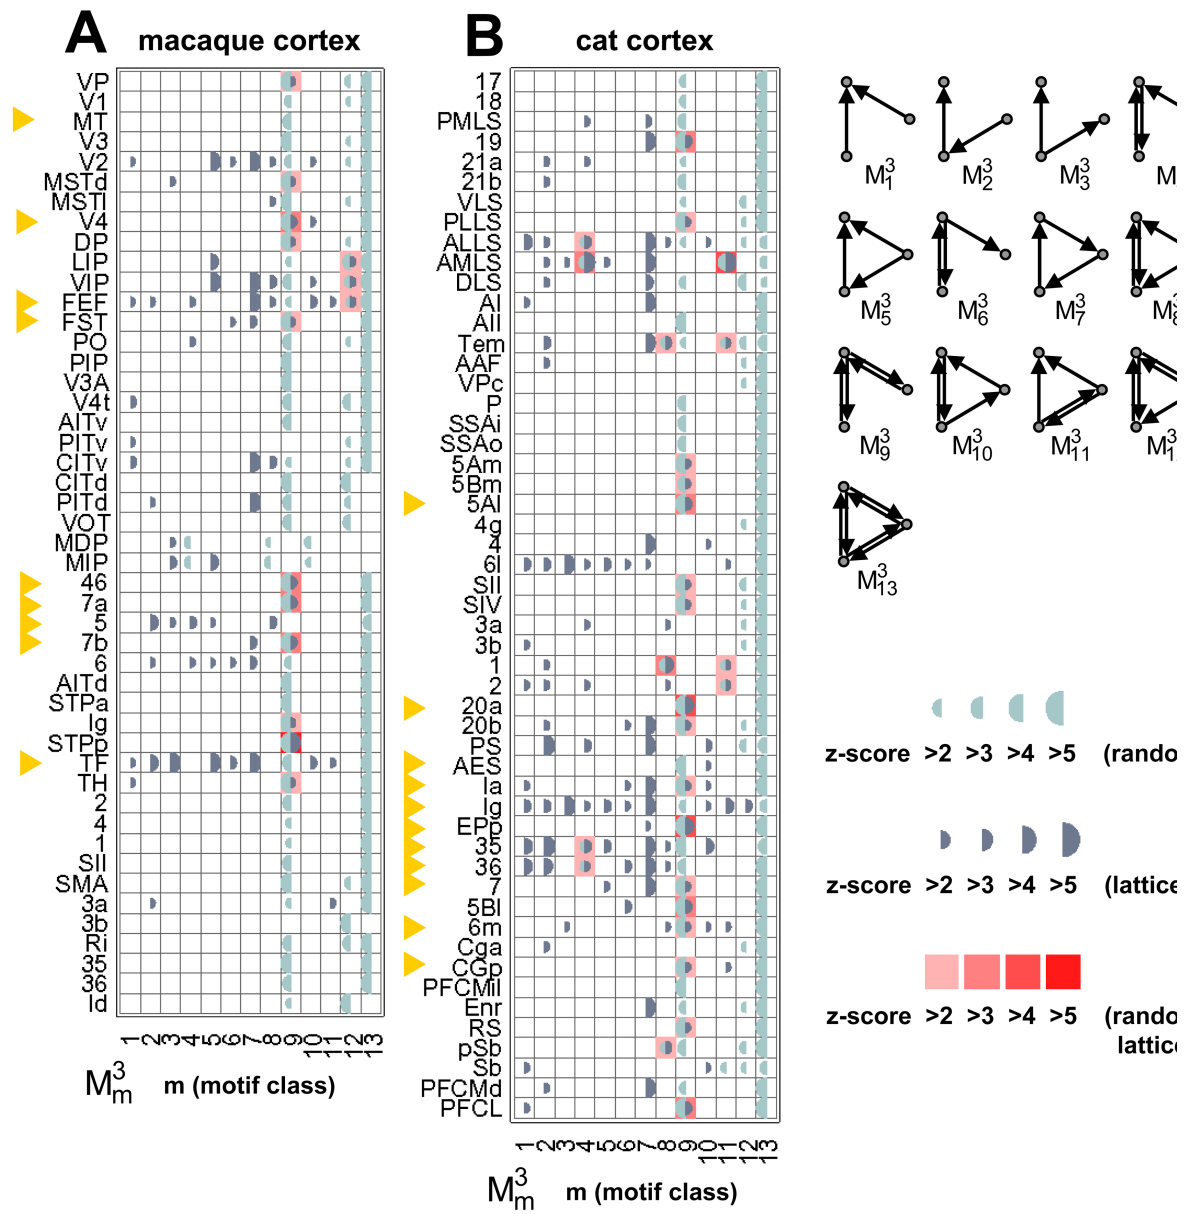 A
macaque cortex
VP
V1
MT
V3
V2
MSTd
MSTl
V4
DP
LIP
VIP
FEF
FST
PO
PIP
V3A
V4t
AITv
PITv
CITv
CITd
PITd
VOT
MDP
MIP
46
7a
5
7b
6
AITd
STPa
Ig
STPp
TF
TH
2
4
1
SII
SMA
3a
3b
Ri
35
36
Id
1 2 3 4 5 6 7 8 9 10 11 12 13
M3m m (motif class)
B
cat cortex
17
18
PMLS
19
21a
21b
VLS
PLLS
ALLS
AMLS
DLS
AI
AII
Tem
AAF
VPc
P
SSAi
SSAo
5Am
5Bm
5Al
4g
4
6l
SII
SIV
3a
3b
1
2
20a
20b
PS
AES
Ia
Ig
EPp
35
36
7
5Bl
6m
Cga
CGp
PFCMil
Enr
RS
pSb
Sb
PFCMd
PFCL
1 2 3 4 5 6 7 8 9 10 11 12 13
M3m m (motif class)
M31 M32 M33 M
M35 M36 M37 M38
M39 M310 M311 M31
M313
z-score >2 >3 >4 >5 (rando
z-score >2 >3 >4 >5 (lattice
z-score >2 >3 >4 >5 (rando
lattice